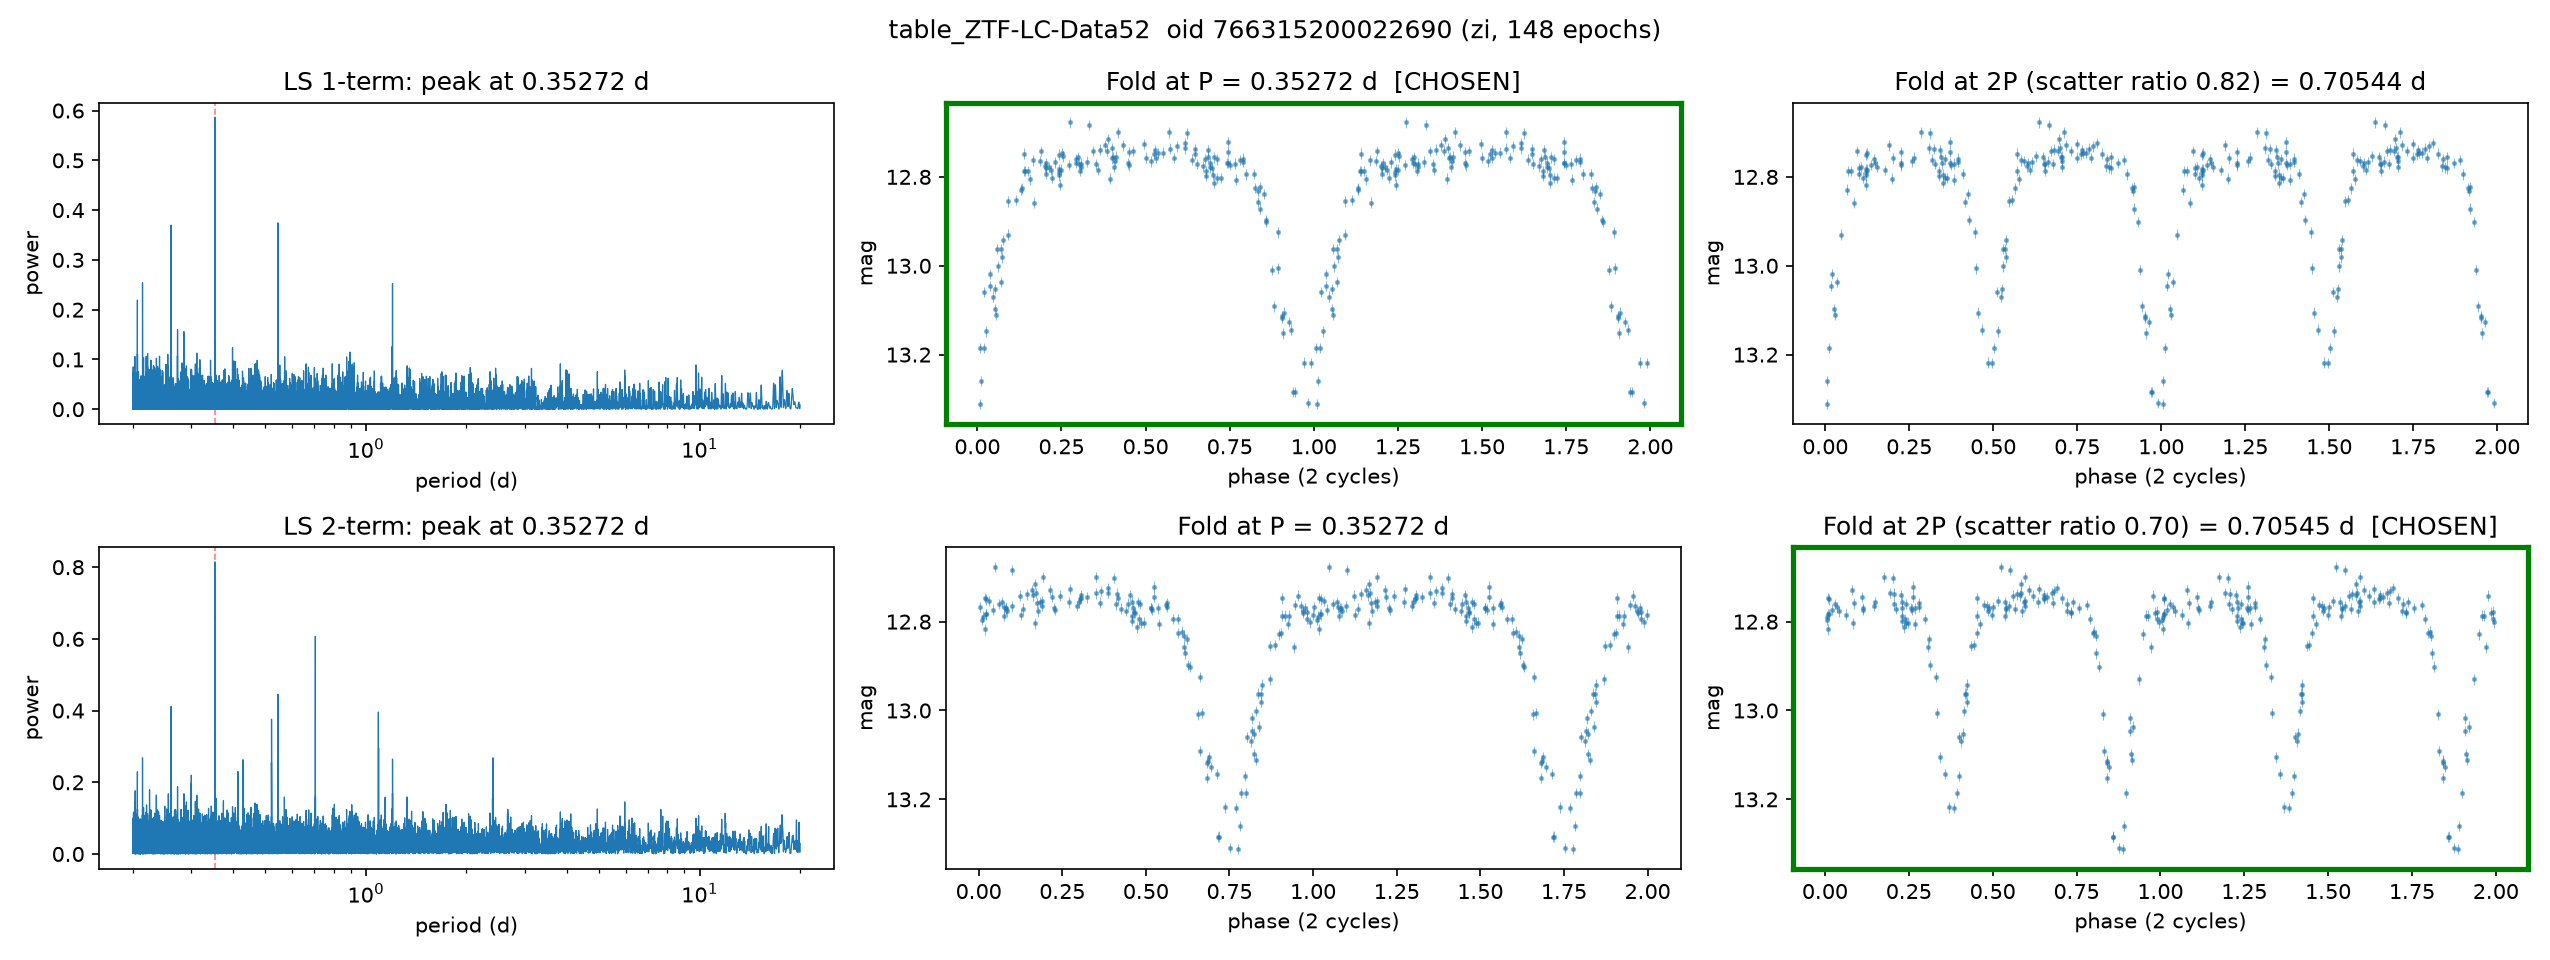 table_ZTF-LC-Data52  oid 766315200022690 (zi, 148 epochs)
LS 1-term: peak at 0.35272 d
power
0.6
0.5
0.4
0.3
0.2
0.1
0.0
10⁰
10¹
period (d)
Fold at P = 0.35272 d  [CHOSEN]
mag
12.8
13.0
13.2
0.00 0.25 0.50 0.75 1.00 1.25 1.50 1.75 2.00
phase (2 cycles)
Fold at 2P (scatter ratio 0.82) = 0.70544 d
mag
12.8
13.0
13.2
0.00 0.25 0.50 0.75 1.00 1.25 1.50 1.75 2.00
phase (2 cycles)
LS 2-term: peak at 0.35272 d
power
0.8
0.6
0.4
0.2
0.0
10⁰
10¹
period (d)
Fold at P = 0.35272 d
mag
12.8
13.0
13.2
0.00 0.25 0.50 0.75 1.00 1.25 1.50 1.75 2.00
phase (2 cycles)
Fold at 2P (scatter ratio 0.70) = 0.70545 d  [CHOSEN]
mag
12.8
13.0
13.2
0.00 0.25 0.50 0.75 1.00 1.25 1.50 1.75 2.00
phase (2 cycles)